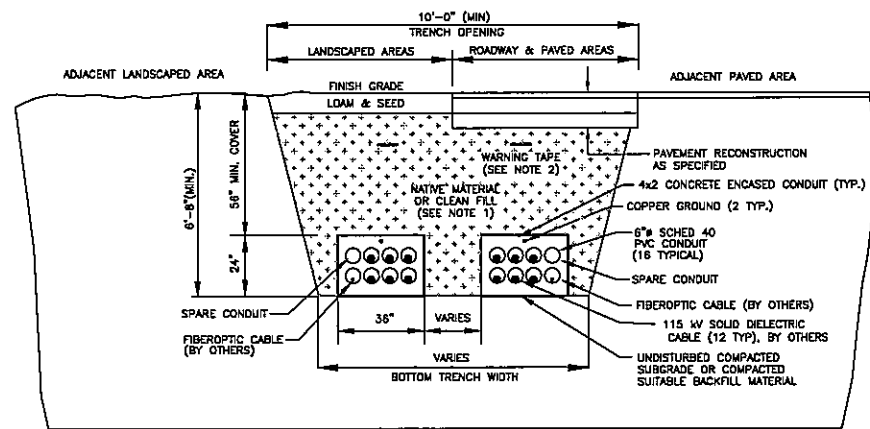 10'-0" (MIN)
TRENCH OPENING
LANDSCAPED AREAS
ROADWAY & PAVED AREAS
ADJACENT LANDSCAPED AREA
ADJACENT PAVED AREA
FINISH GRADE
LOAM & SEED
6'-8"(MIN.)
56" MIN. COVER
24"
WARNING TAPE
(SEE NOTE 2)
NATIVE MATERIAL
OR CLEAN FILL
(SEE NOTE 1)
PAVEMENT RECONSTRUCTION
AS SPECIFIED
4x2 CONCRETE ENCASED CONDUIT (TYP.)
COPPER GROUND (2 TYP.)
6"ø SCHED 40
PVC CONDUIT
(16 TYPICAL)
SPARE CONDUIT
FIBEROPTIC CABLE (BY OTHERS)
115 kV SOLID DIELECTRIC
CABLE (12 TYP), BY OTHERS
UNDISTURBED COMPACTED
SUBGRADE OR COMPACTED
SUITABLE BACKFILL MATERIAL
SPARE CONDUIT
FIBEROPTIC CABLE
(BY OTHERS)
36"
VARIES
VARIES
BOTTOM TRENCH WIDTH